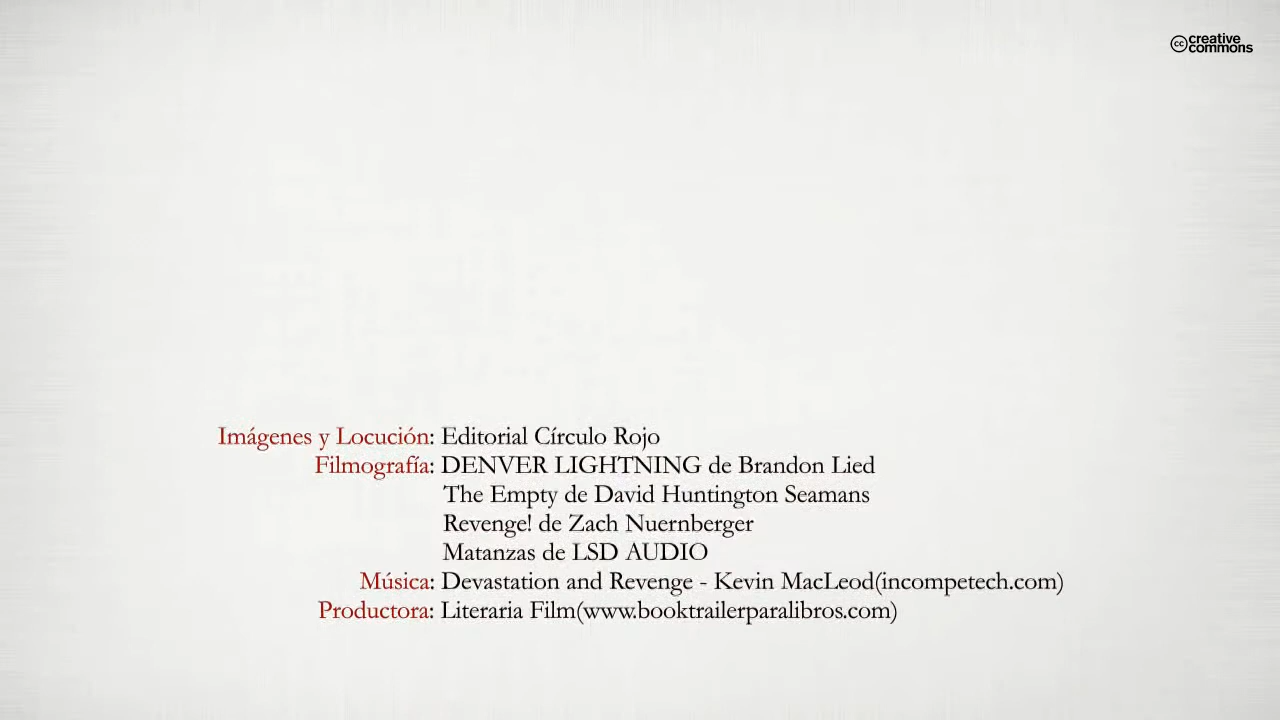 creative
commons
Imágenes y Locución: Editorial Círculo Rojo
Filmografía: DENVER LIGHTNING de Brandon Lied
The Empty de David Huntington Seamans
Revenge! de Zach Nuernberger
Matanzas de LSD AUDIO
Música: Devastation and Revenge - Kevin MacLeod(incompetech.com)
Productora: Literaria Film(www.booktrailerparalibros.com)